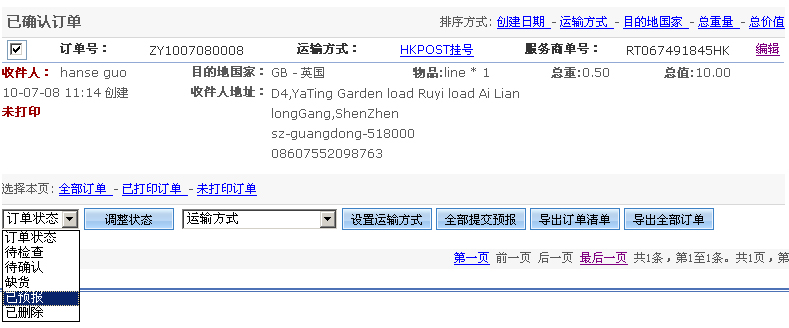 已确认订单 排序方式: 创建日期 - 运输方式 - 目的地国家 - 总重量 - 总价值
订单号： ZY1007080008 运输方式： HKPOST挂号 服务商单号： RT067491845HK 编辑
收件人： hanse guo 目的地国家：GB - 英国 物品:line * 1 总重:0.50 总值:10.00
10-07-08 11:14 创建 收件人地址： D4,YaTing Garden load Ruyi load Ai Lian
未打印 longGang,ShenZhen
sz-guangdong-518000
08607552098763
选择本页: 全部订单 - 已打印订单 - 未打印订单
订单状态 调整状态 运输方式 设置运输方式 全部提交预报 导出订单清单 导出全部订单
订单状态
待检查
待确认
缺货
已预报
已删除
第一页 前一页 后一页 最后一页 共1条，第1至1条。共1页，第